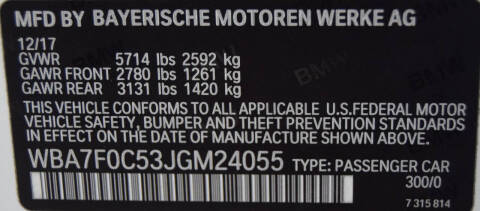 MFD BY BAYERISCHE MOTOREN WERKE AG
12/17
GVWR 5714 lbs 2592 kg
GAWR FRONT 2780 lbs 1261 kg
GAWR REAR 3131 lbs 1420 kg
THIS VEHICLE CONFORMS TO ALL APPLICABLE U.S.FEDERAL MOTOR
VEHICLE SAFETY, BUMPER AND THEFT PREVENTION STANDARDS
IN EFFECT ON THE DATE OF MANUFACTURE SHOWN ABOVE.
WBA7F0C53JGM24055 TYPE: PASSENGER CAR
300/0
7 315 814